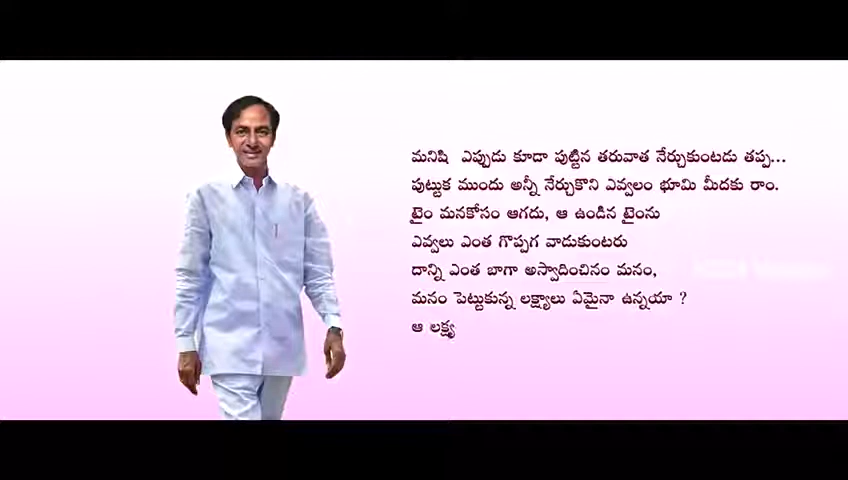 మనిషి ఎప్పుడు కూడా పుట్టిన తరువాత నేర్చుకుంటడు తప్ప...
పుట్టుక ముందు అన్నీ నేర్చుకొని ఎవ్వలం భూమి మీదకు రాం.
టైం మనకోసం ఆగదు, ఆ ఉండిన టైంను
ఎవ్వలు ఎంత గొప్పగ వాడుకుంటరు
దాన్ని ఎంత బాగా అస్వాదించినం మనం,
మనం పెట్టుకున్న లక్ష్యాలు ఏమైనా ఉన్నయా ?
ఆ లక్ష్య